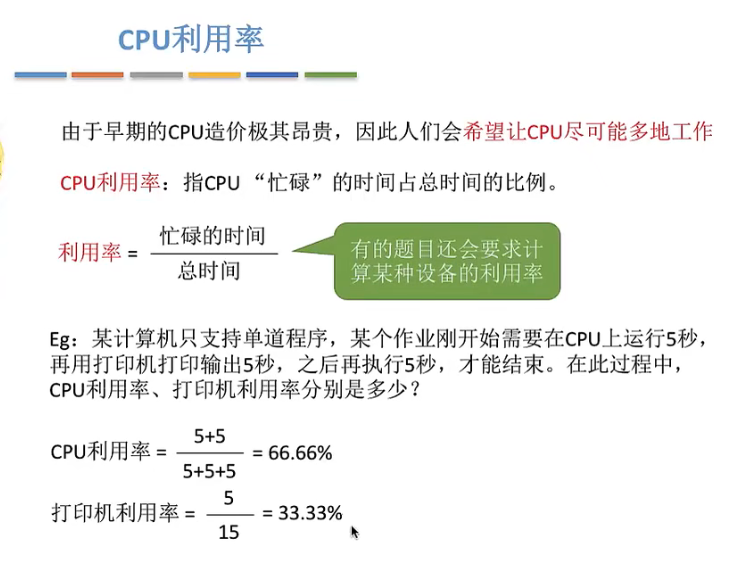 CPU利用率
由于早期的CPU造价极其昂贵，因此人们会希望让CPU尽可能多地工作
CPU利用率：指CPU “忙碌”的时间占总时间的比例。
利用率 = 忙碌的时间
总时间
有的题目还会要求计
算某种设备的利用率
Eg：某计算机只支持单道程序，某个作业刚开始需要在CPU上运行5秒，
再用打印机打印输出5秒，之后再执行5秒，才能结束。在此过程中，
CPU利用率、打印机利用率分别是多少？
CPU利用率 = 5+5
5+5+5
= 66.66%
打印机利用率 = 5
15
= 33.33%